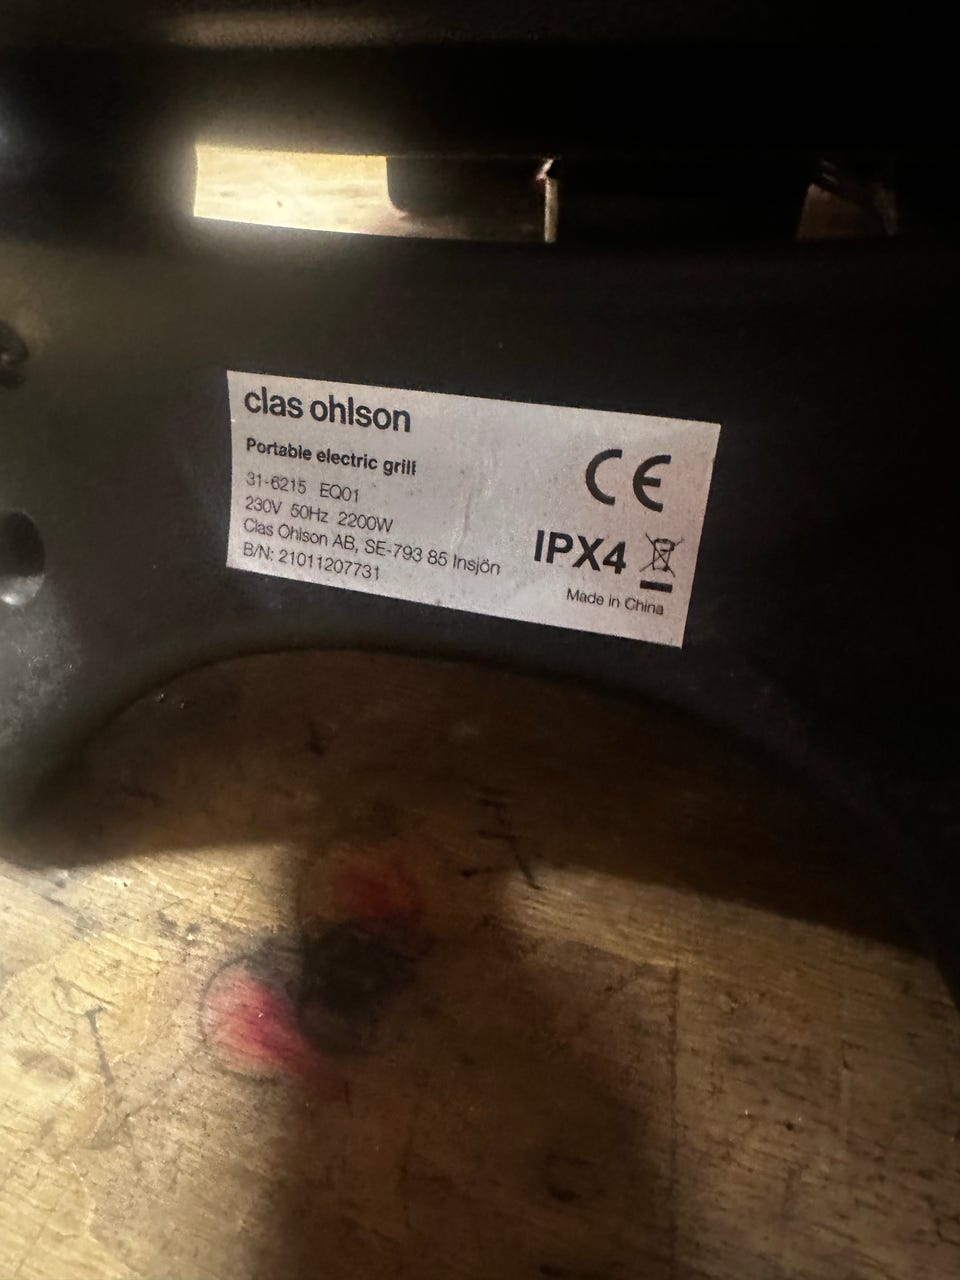 clas ohlson
Portable electric grill
31-6215 EQ01
230V 50Hz 2200W
Clas Ohlson AB, SE-793 85 Insjön
B/N: 21011207731
CE
IPX4
Made in China